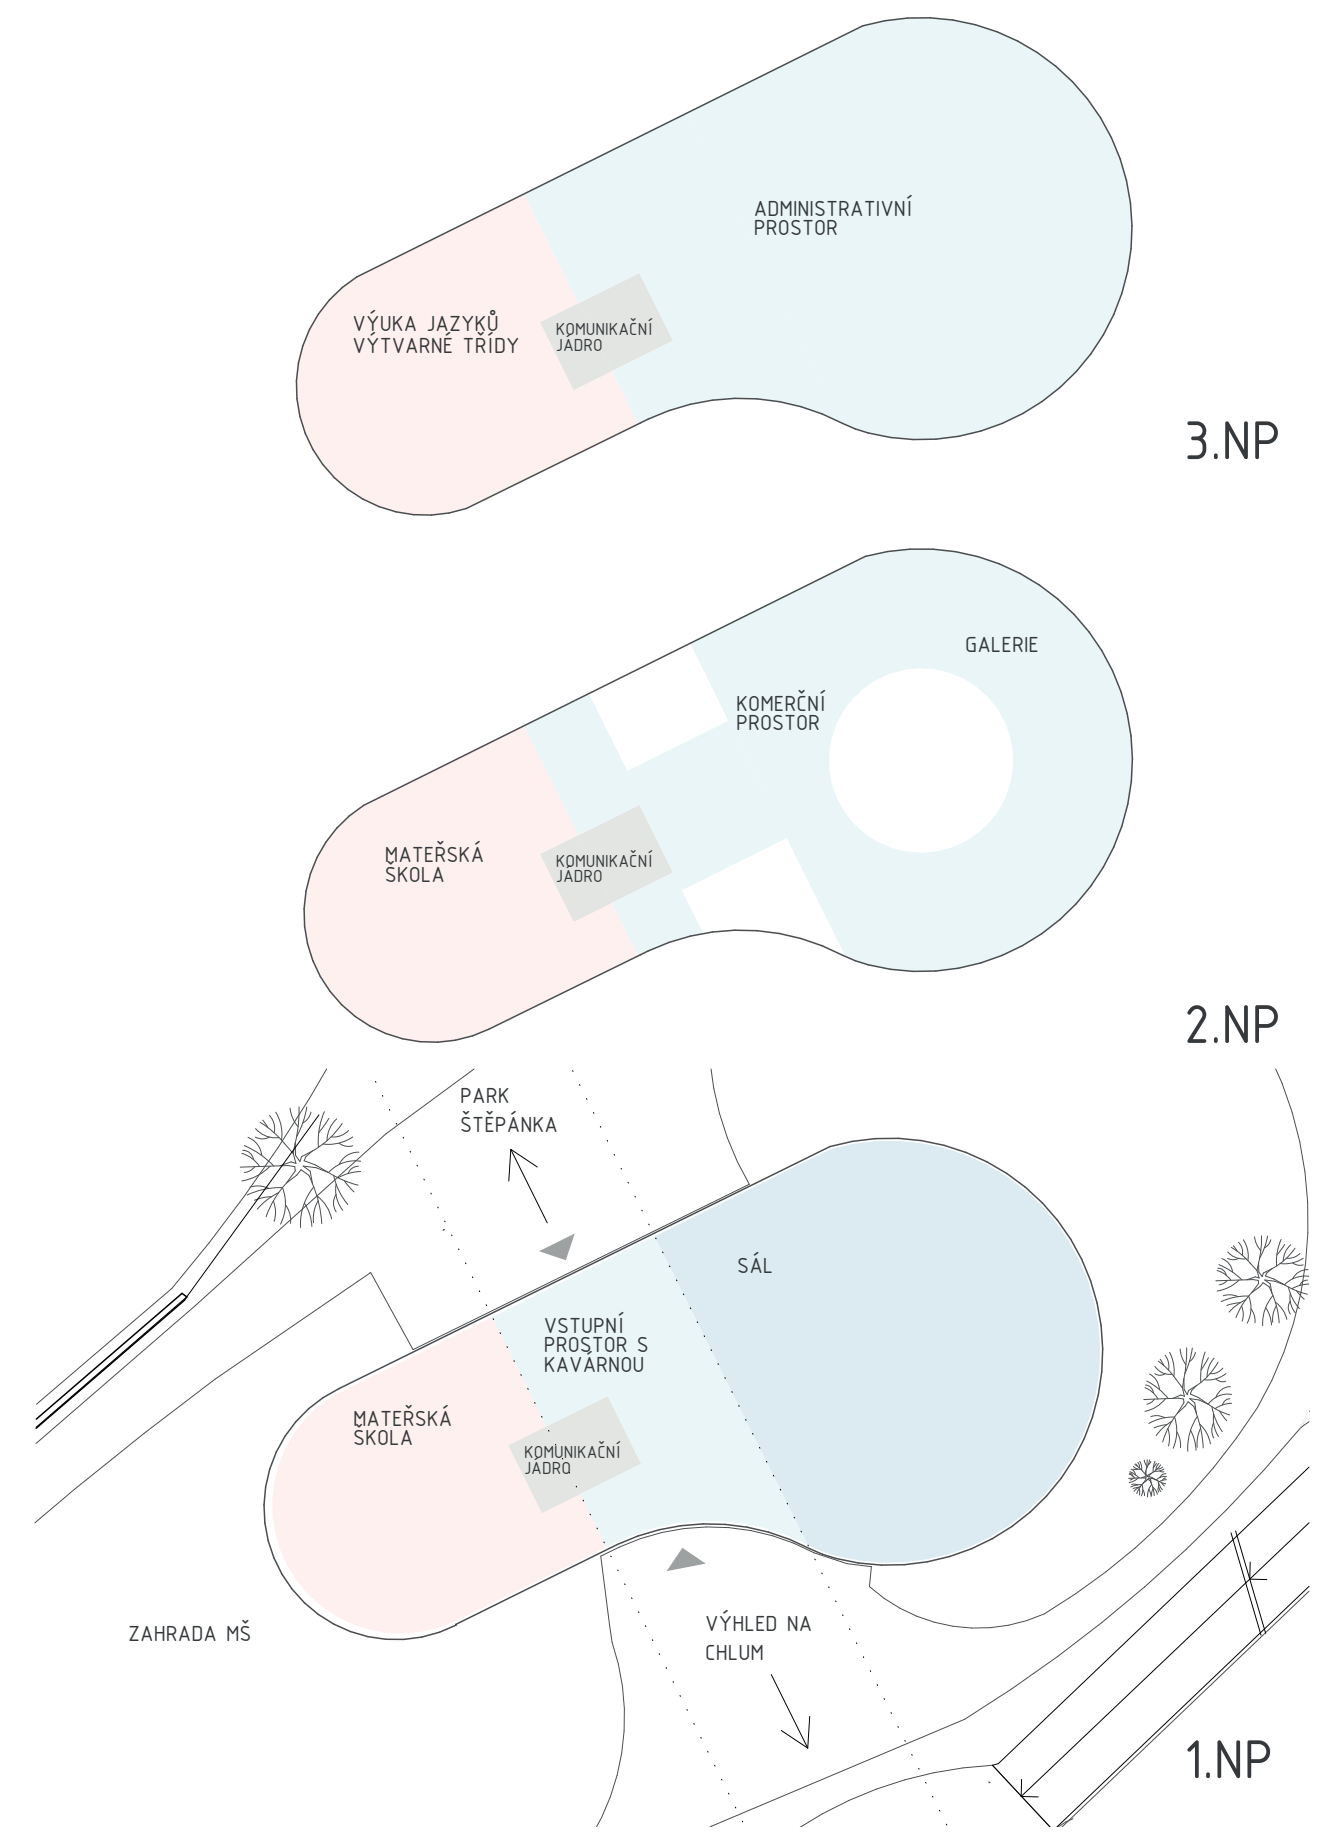 ADMINISTRATIVNÍ
PROSTOR
VÝUKA JAZYKŮ
VÝTVARNÉ TŘÍDY
KOMUNIKAČNÍ
JÁDRO
3.NP
GALERIE
KOMERČNÍ
PROSTOR
MATEŘSKÁ
ŠKOLA
KOMUNIKAČNÍ
JÁDRO
2.NP
PARK
ŠTĚPÁNKA
SÁL
VSTUPNÍ
PROSTOR S
KAVÁRNOU
MATEŘSKÁ
ŠKOLA
KOMUNIKAČNÍ
JÁDRO
ZAHRADA MŠ
VÝHLED NA
CHLUM
1.NP